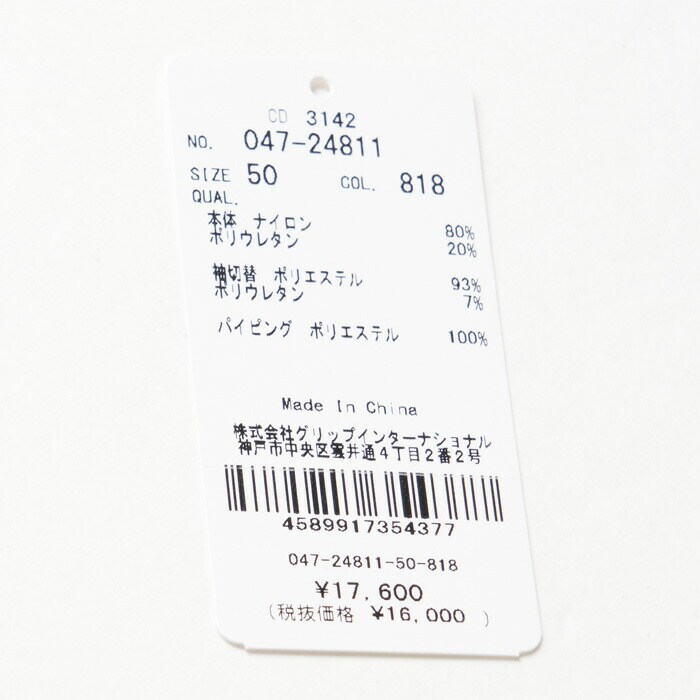 CD 3142
NO. 047-24811
SIZE 50 COL. 818
QUAL.
本体 ナイロン 80%
ポリウレタン 20%
袖切替 ポリエステル 93%
ポリウレタン 7%
パイピング ポリエステル 100%
Made In China
株式会社グリップインターナショナル
神戸市中央区雲井通4丁目2番2号
4589917354377
047-24811-50-818
¥17,600
(税抜価格 ¥16,000 )